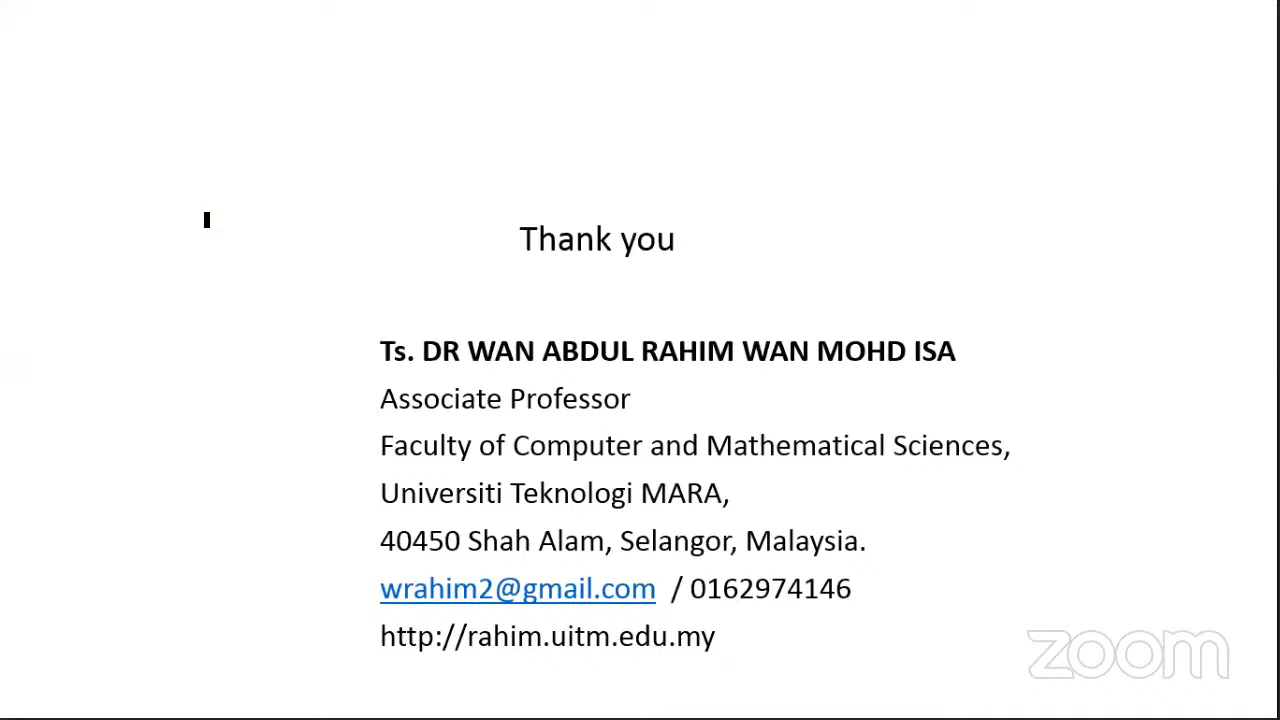 Thank you
Ts. DR WAN ABDUL RAHIM WAN MOHD ISA
Associate Professor
Faculty of Computer and Mathematical Sciences,
Universiti Teknologi MARA,
40450 Shah Alam, Selangor, Malaysia.
wrahim2@gmail.com / 0162974146
http://rahim.uitm.edu.my
zoom